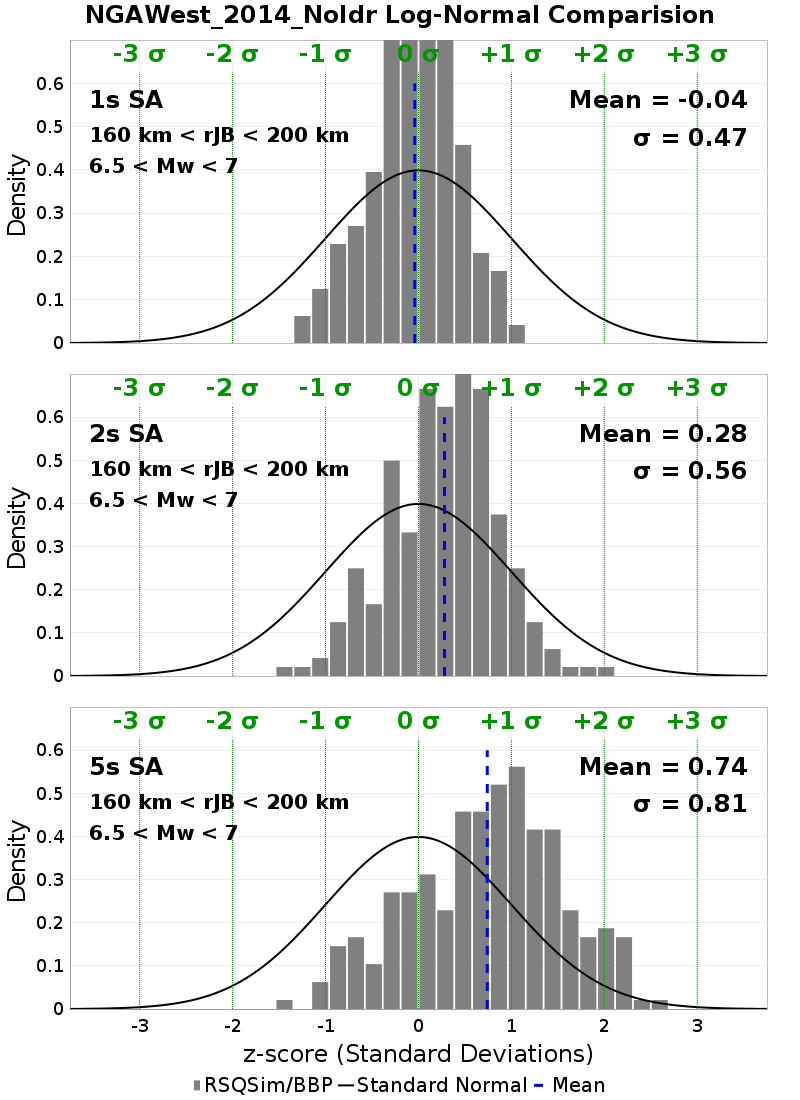 NGAWest_2014_NoIdr Log-Normal Comparision
-3 σ -2 σ -1 σ 0 σ +1 σ +2 σ +3 σ
1s SA
Mean = -0.04
160 km < rJB < 200 km
σ = 0.47
6.5 < Mw < 7
Density
0.6
0.5
0.4
0.3
0.2
0.1
0
-3 σ -2 σ -1 σ 0 σ +1 σ +2 σ +3 σ
2s SA
Mean = 0.28
160 km < rJB < 200 km
σ = 0.56
6.5 < Mw < 7
Density
0.6
0.5
0.4
0.3
0.2
0.1
0
-3 σ -2 σ -1 σ 0 σ +1 σ +2 σ +3 σ
5s SA
Mean = 0.74
160 km < rJB < 200 km
σ = 0.81
6.5 < Mw < 7
Density
0.6
0.5
0.4
0.3
0.2
0.1
0
-3 -2 -1 0 1 2 3
z-score (Standard Deviations)
RSQSim/BBP Standard Normal Mean